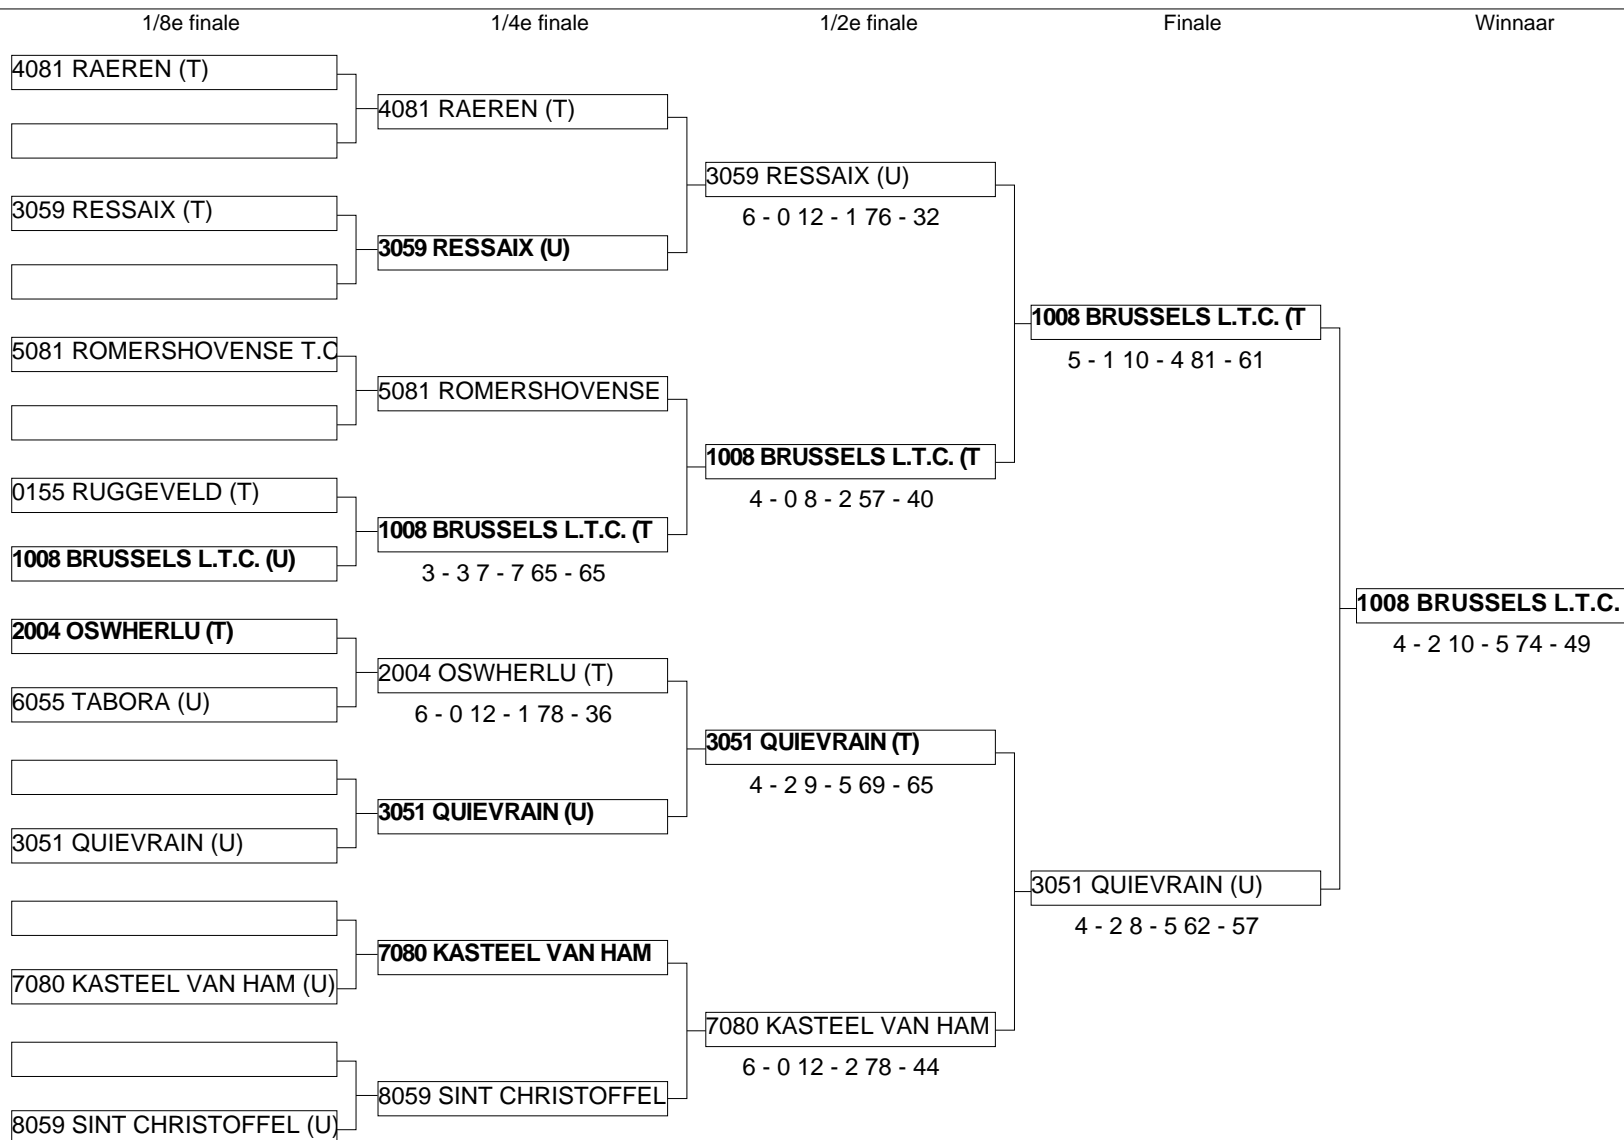 1/8e finale
1/4e finale
1/2e finale
Finale
Winnaar
4081 RAEREN (T)
3059 RESSAIX (T)
5081 ROMERSHOVENSE T.C
0155 RUGGEVELD (T)
1008 BRUSSELS L.T.C. (U)
2004 OSWHERLU (T)
6055 TABORA (U)
3051 QUIEVRAIN (U)
7080 KASTEEL VAN HAM (U)
8059 SINT CHRISTOFFEL (U)
4081 RAEREN (T)
3059 RESSAIX (U)
5081 ROMERSHOVENSE
1008 BRUSSELS L.T.C. (T
3 - 3 7 - 7 65 - 65
2004 OSWHERLU (T)
6 - 0 12 - 1 78 - 36
3051 QUIEVRAIN (U)
7080 KASTEEL VAN HAM
8059 SINT CHRISTOFFEL
3059 RESSAIX (U)
6 - 0 12 - 1 76 - 32
1008 BRUSSELS L.T.C. (T
4 - 0 8 - 2 57 - 40
3051 QUIEVRAIN (T)
4 - 2 9 - 5 69 - 65
7080 KASTEEL VAN HAM
6 - 0 12 - 2 78 - 44
1008 BRUSSELS L.T.C. (T
5 - 1 10 - 4 81 - 61
3051 QUIEVRAIN (U)
4 - 2 8 - 5 62 - 57
1008 BRUSSELS L.T.C.
4 - 2 10 - 5 74 - 49